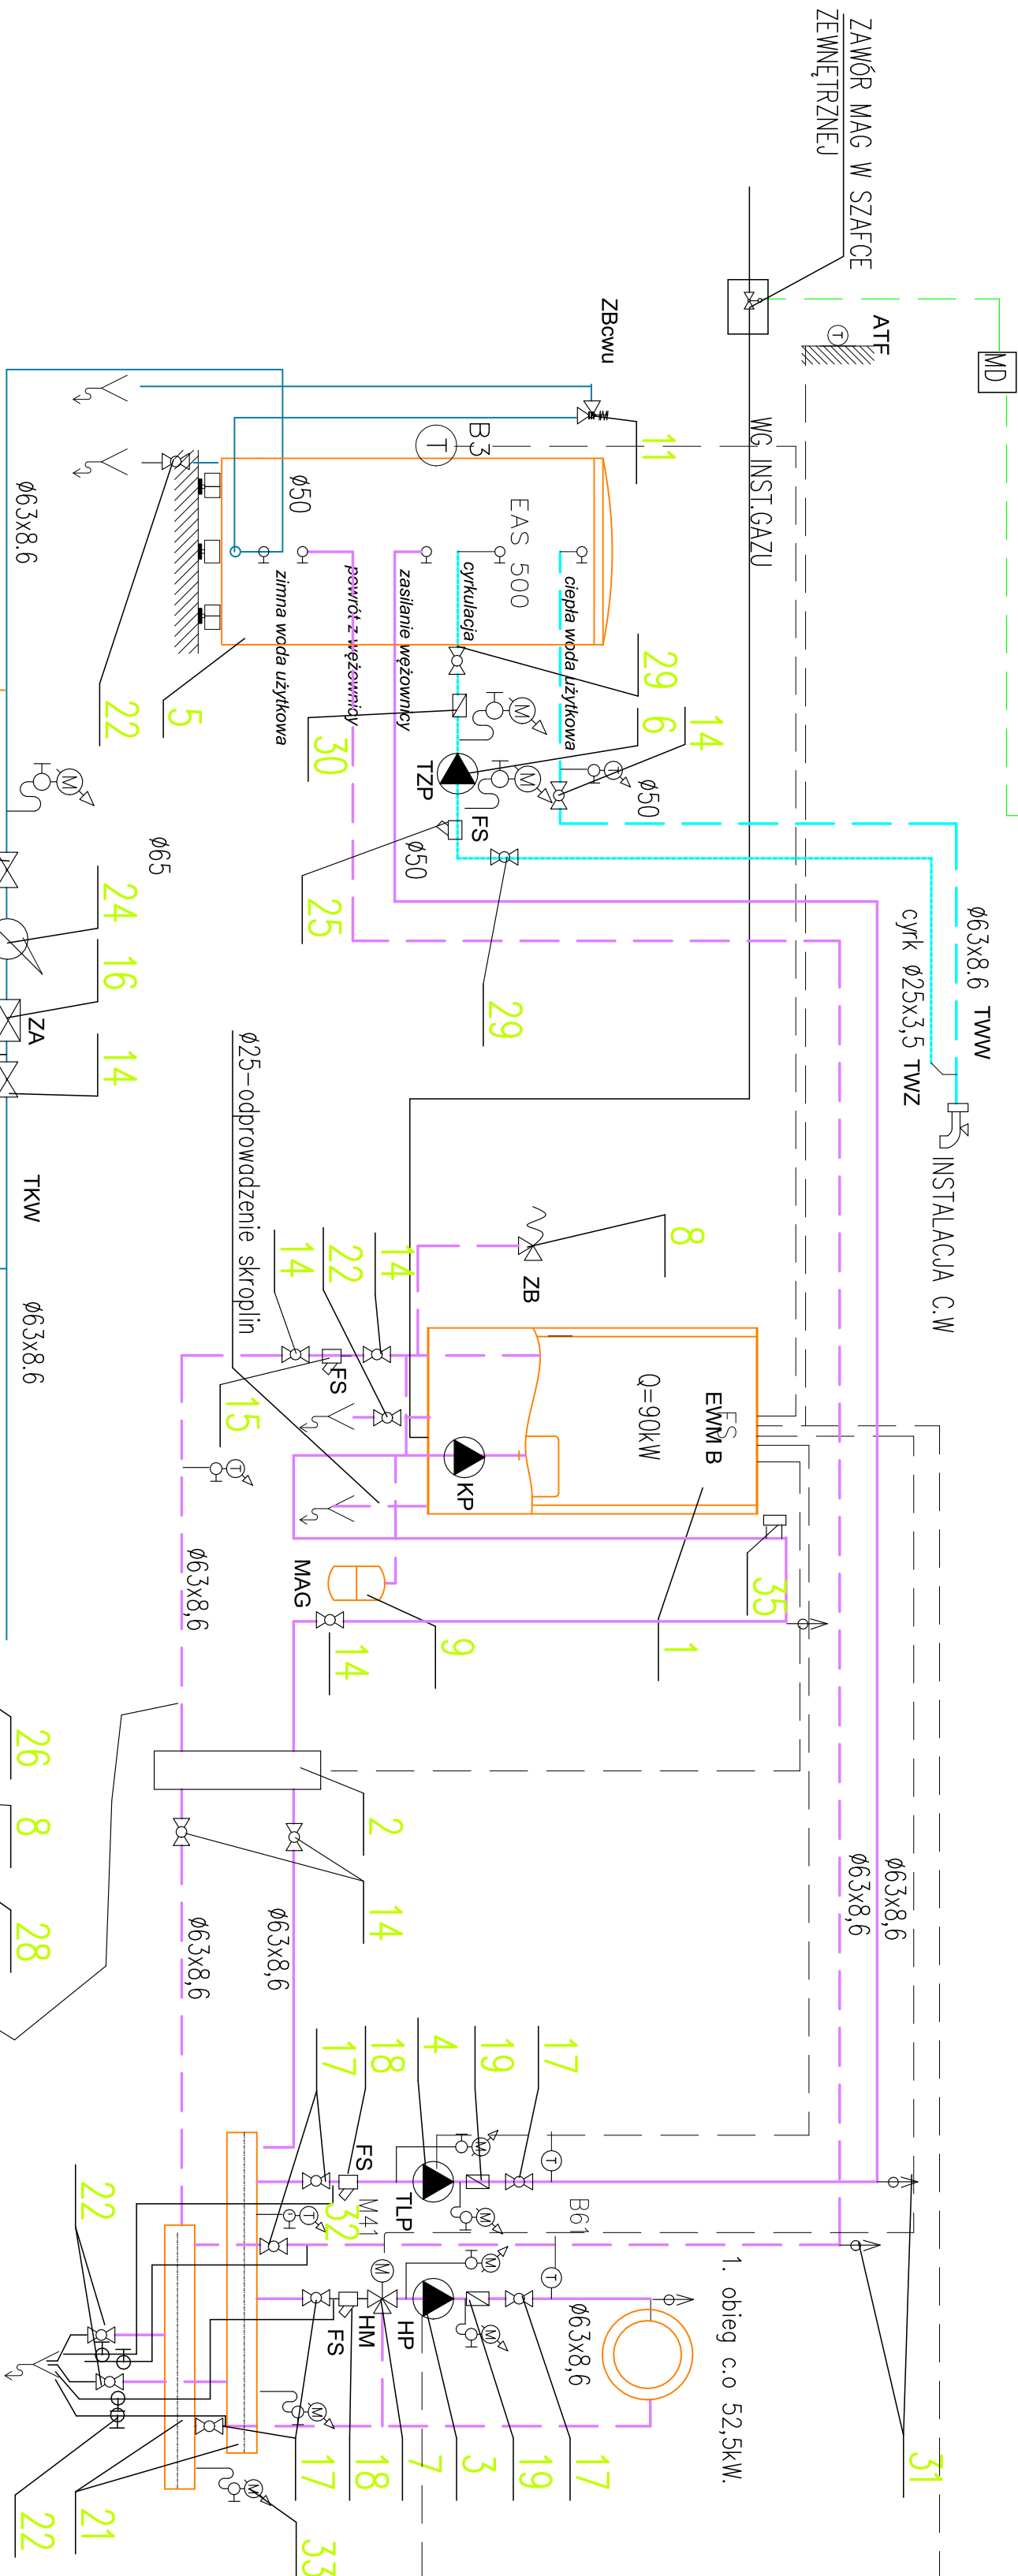 ZAWÓR MAG W SZAFCE
ZEWNĘTRZNEJ
MD
ATF
T
WG INST.GAZU
ZBcwu
11
B3
T
EAS 500
Ø50
ciepła woda użytkowa
cyrkulacja
zasilanie wężownicy
powrót z wężownicy
zimna woda użytkowa
Ø63x8.6
22
5
29
6
14
30
TZP
M
M
T
Ø50
FS
Ø50
25
29
M
Ø65
24
16
14
ZA
TKW
Ø63x8.6
Ø63x8.6 TWW
cyrk Ø25x3,5 TWZ
INSTALACJA C.W
Ø25-odprowadzenie skroplin
8
ZB
14
22
14
FS
15
T
EWM B
FS
Q=90kW
KP
MAG
9
14
35
1
Ø63x8,6
2
14
26
8
28
Ø63x8,6
Ø63x8,6
Ø63x8,6
Ø63x8,6
17
18
4
19
17
FS
TLP
M
M
T
32
M41
B61
T
M
HM
HP
FS
M
M
T
Ø63x8,6
1. obieg c.o 52,5kW.
31
22
M
M
17
18
7
3
19
17
33
21
22